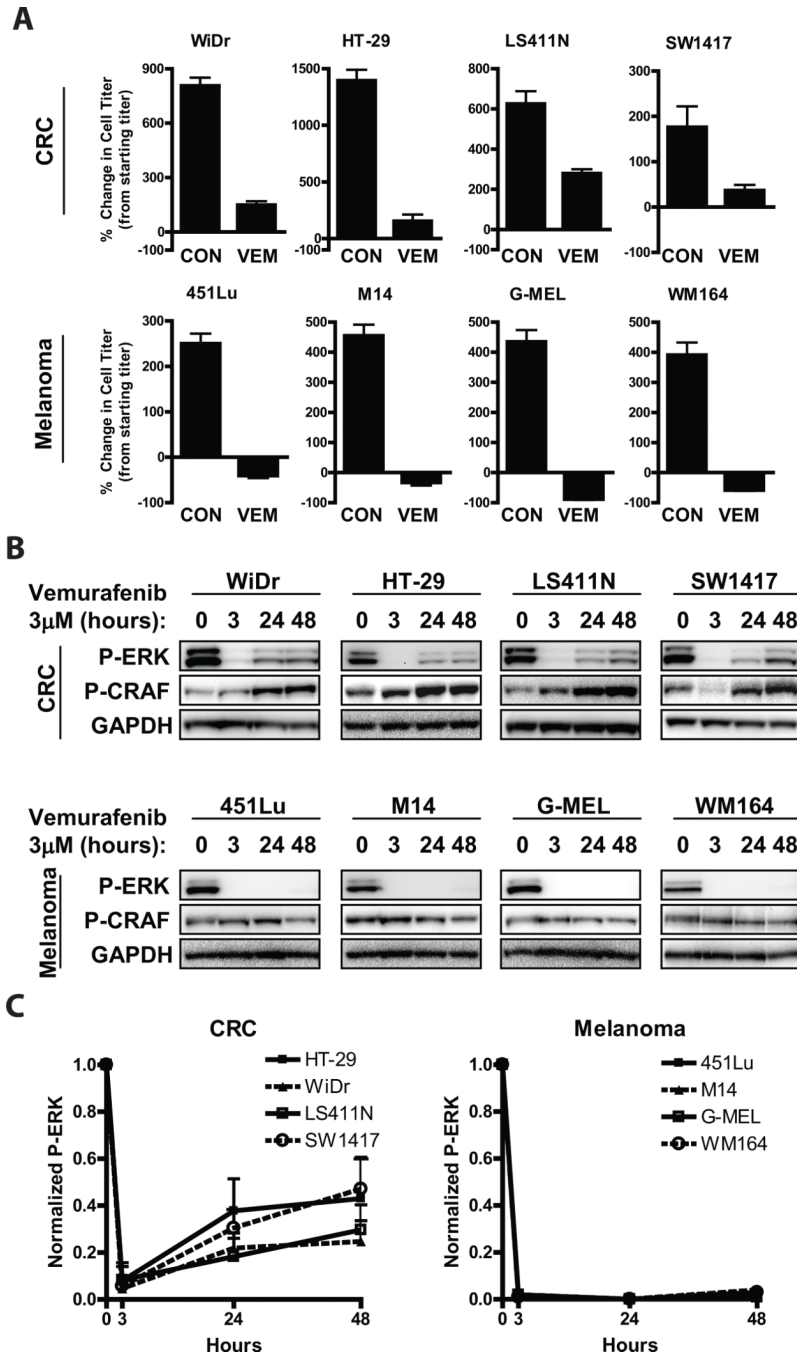 A
WiDr HT-29 LS411N SW1417
CRC
% Change in Cell Titer
(from starting titer)
900
600
300
0
-100
CON VEM
1500
1000
500
0
-100
CON VEM
800
600
400
200
0
-100
CON VEM
300
200
100
0
-100
CON VEM
451Lu M14 G-MEL WM164
Melanoma
% Change in Cell Titer
(from starting titer)
300
200
100
0
-100
CON VEM
500
400
300
200
100
0
-100
CON VEM
500
400
300
200
100
0
-100
CON VEM
500
400
300
200
100
0
-100
CON VEM
B
Vemurafenib WiDr HT-29 LS411N SW1417
3µM (hours): 0 3 24 48 0 3 24 48 0 3 24 48 0 3 24 48
CRC
P-ERK
P-CRAF
GAPDH
Vemurafenib 451Lu M14 G-MEL WM164
3µM (hours): 0 3 24 48 0 3 24 48 0 3 24 48 0 3 24 48
Melanoma
P-ERK
P-CRAF
GAPDH
C
CRC
Normalized P-ERK
1.0
0.8
0.6
0.4
0.2
0.0
HT-29
WiDr
LS411N
SW1417
0 3 24 48
Hours
Melanoma
Normalized P-ERK
1.0
0.8
0.6
0.4
0.2
0.0
451Lu
M14
G-MEL
WM164
0 3 24 48
Hours